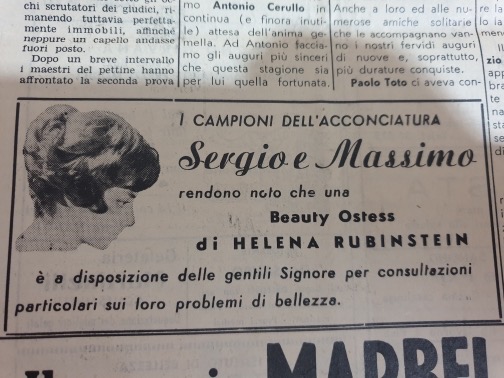 chi scrutatori dei giudici, ri-
manendo tuttavia perfetta-
mente immobili, affinché
neppure un capello andasse
fuori posto.
Dopo un breve intervallo
i maestri del pettine hanno
affrontato la seconda prova
mo Antonio Cerullo in
continua (e finora inuti-
le) attesa dell'anima ge-
mella. Ad Antonio faccia-
mo gli auguri più sinceri
che questa stagione sia
per lui quella fortunata.
Anche a loro ed alle nu-
merose amiche solitarie
che le accompagnano van-
no i nostri fervidi auguri
di nuove e, soprattutto,
più durature conquiste.
Paolo Toto ci aveva con-
I CAMPIONI DELL'ACCONCIATURA
Sergio e Massimo
rendono noto che una
Beauty Ostess
di HELENA RUBINSTEIN
è a disposizione delle gentili Signore per consultazioni
particolari sui loro problemi di bellezza.
MARBEL